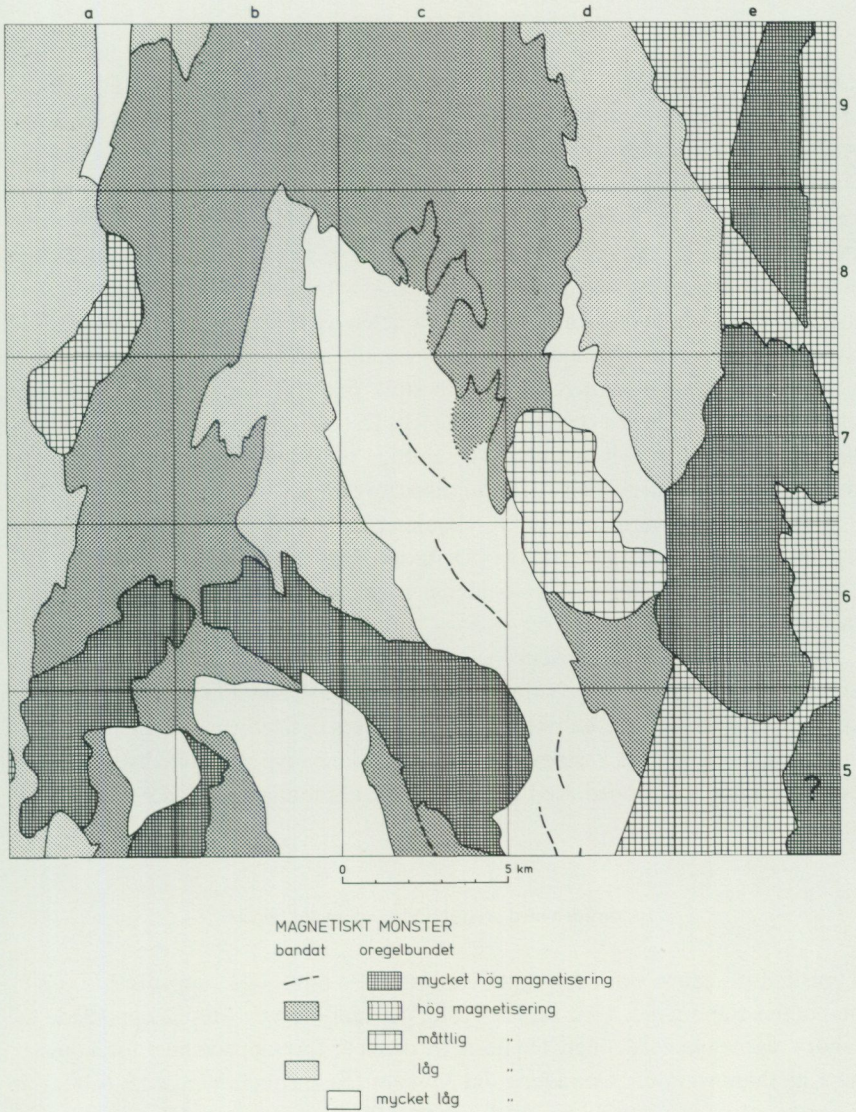 a b c d e
9
8
7
6
5
?
0 5 km
MAGNETISKT MÖNSTER
bandat oregelbundet
mycket hög magnetisering
hög magnetisering
måttlig "
låg "
mycket låg "